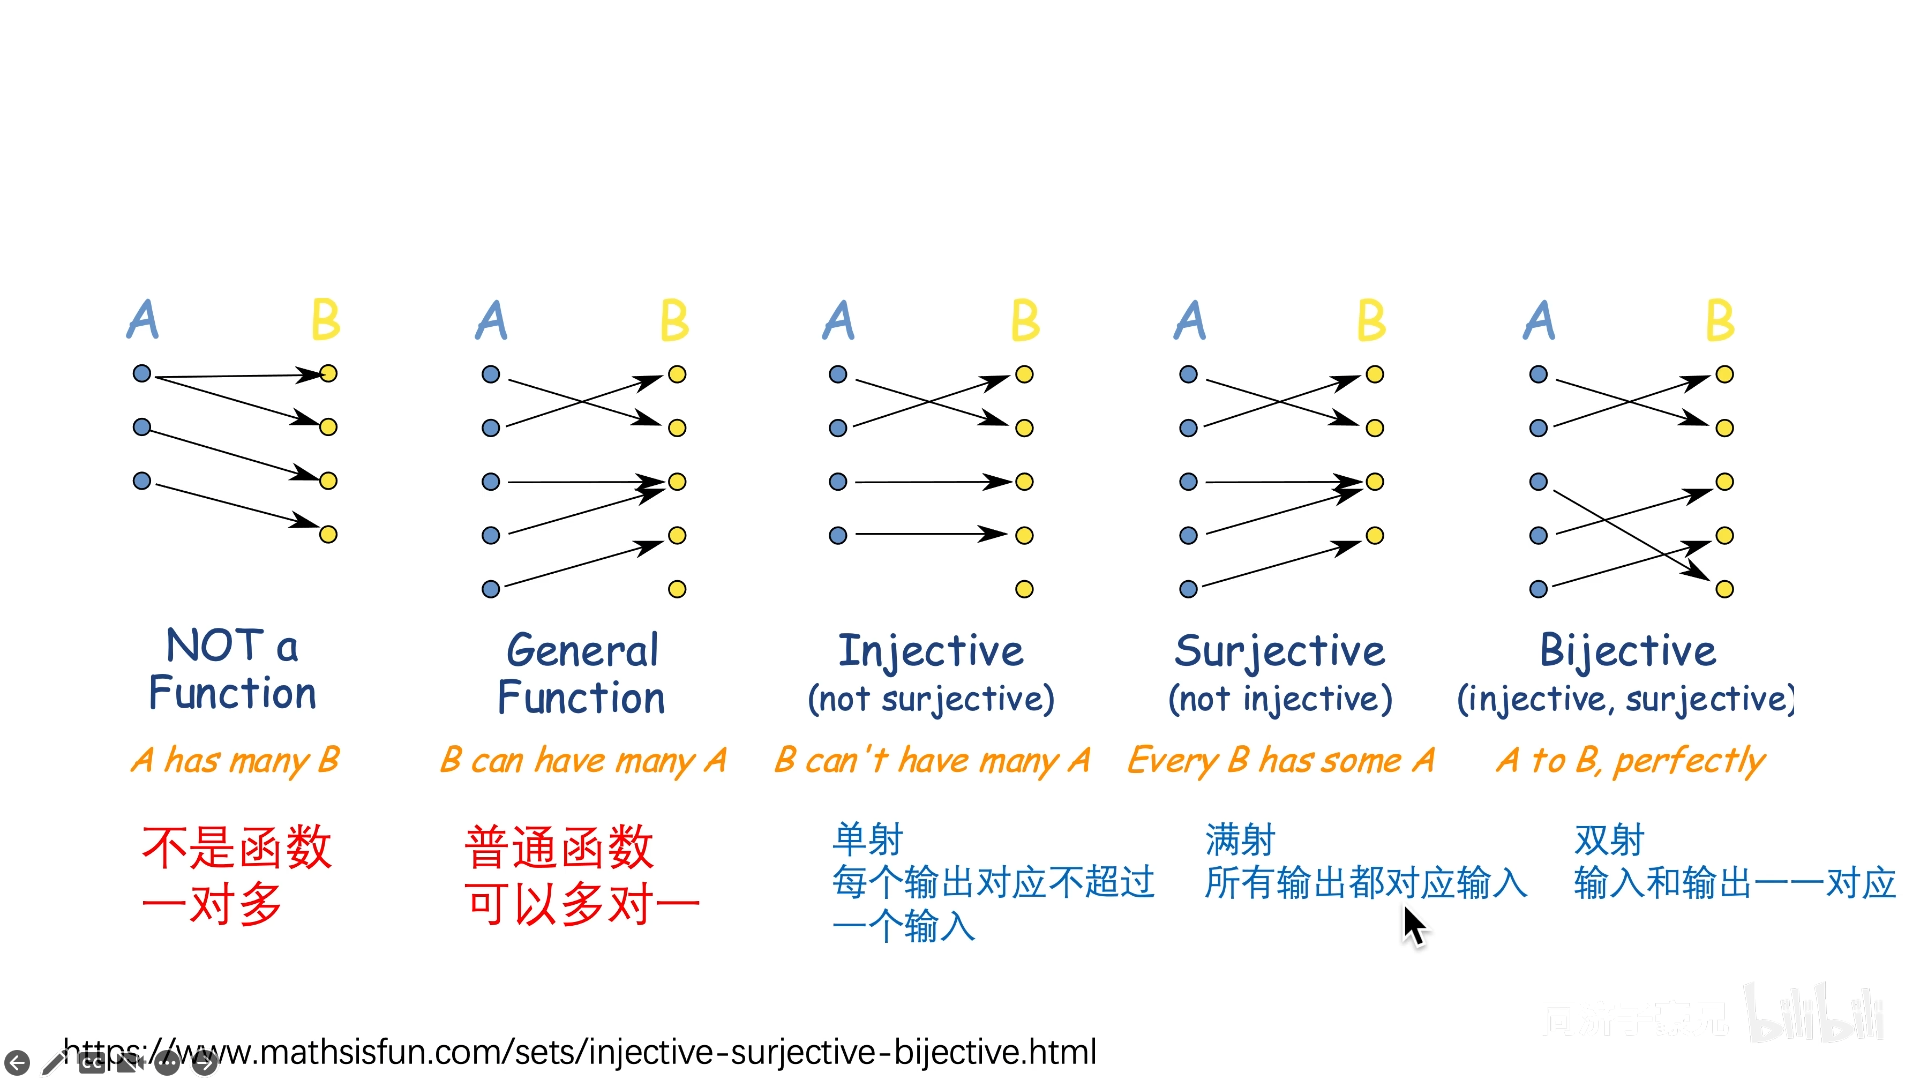 A B
A B
A B
A B
A B
NOT a
Function
General
Function
Injective
(not surjective)
Surjective
(not injective)
Bijective
(injective, surjective)
A has many B
B can have many A
B can't have many A
Every B has some A
A to B, perfectly
不是函数
一对多
普通函数
可以多对一
单射
每个输出对应不超过
一个输入
满射
所有输出都对应输入
双射
输入和输出一一对应
bilibili
https://www.mathsisfun.com/sets/injective-surjective-bijective.html
CC